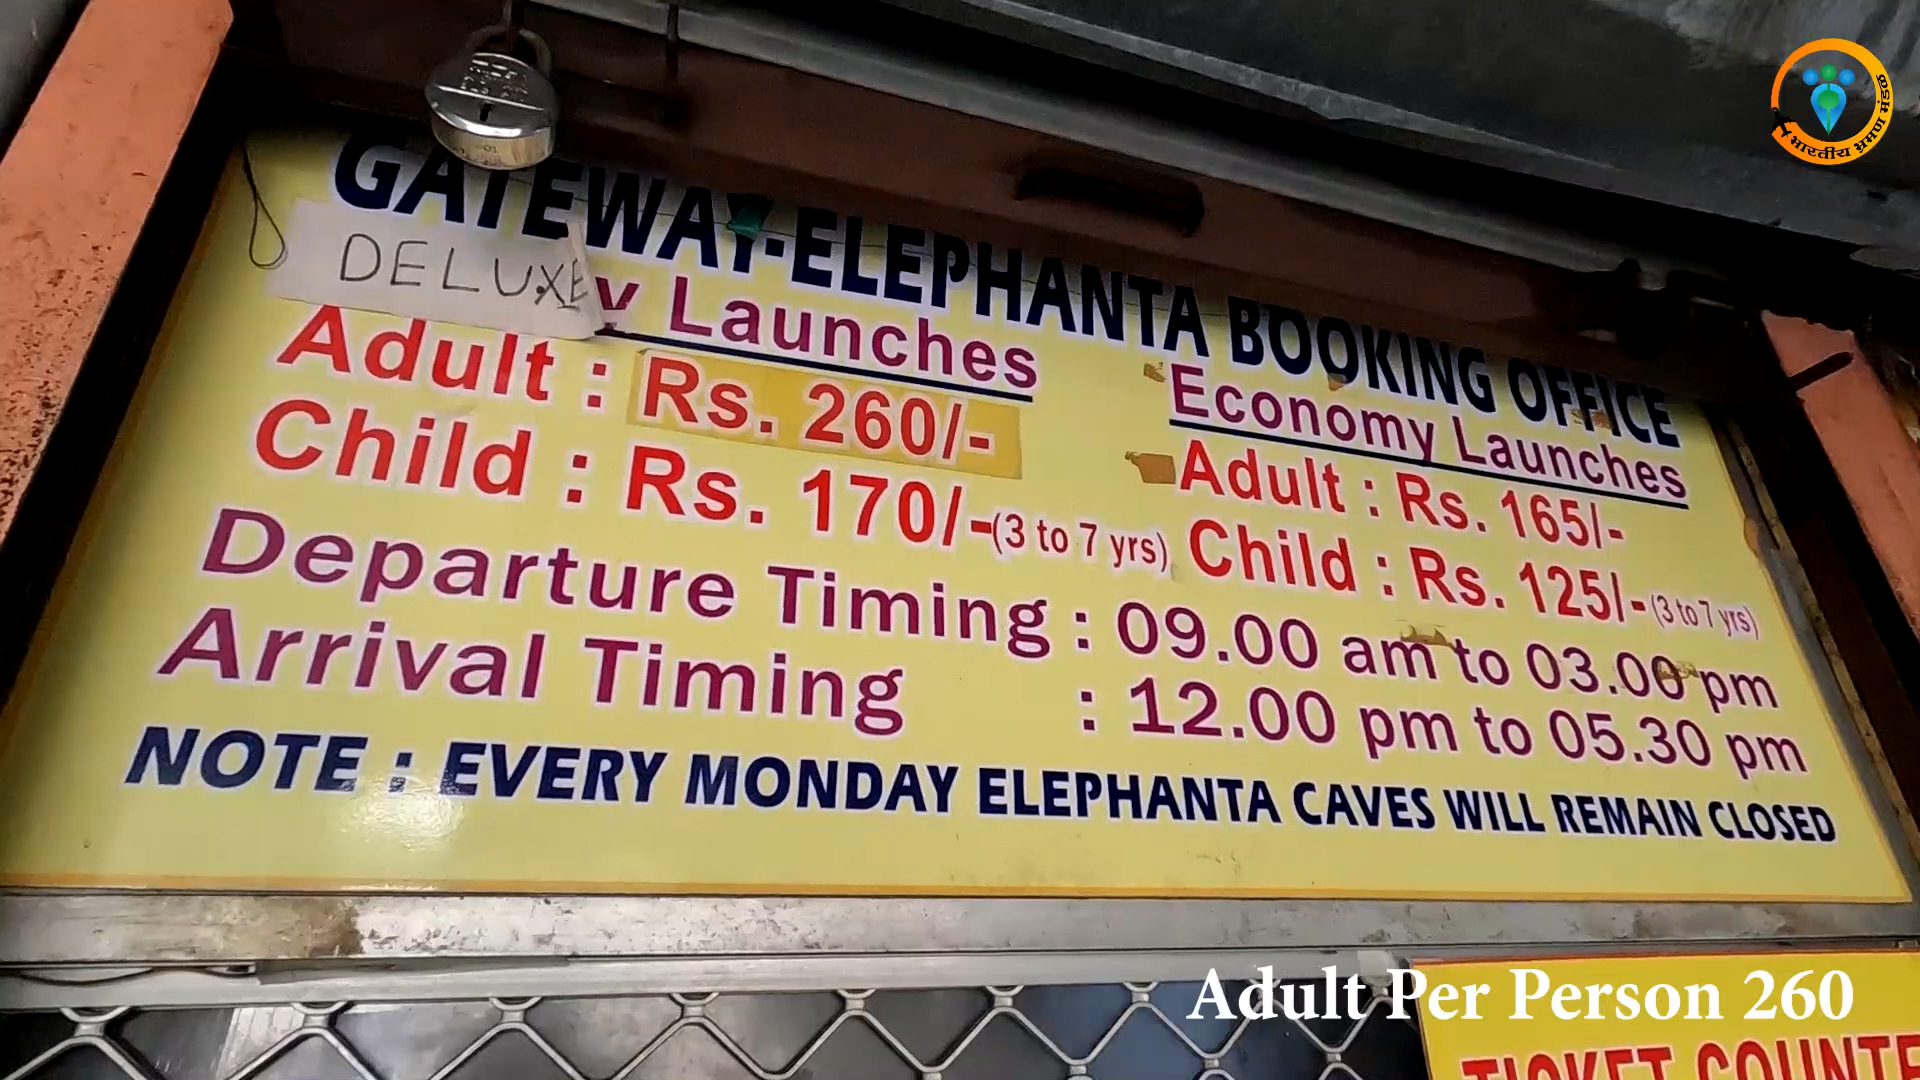 भारतीय भ्रमण मंडळ
GATEWAY-ELEPHANTA BOOKING OFFICE
DELUXE
y Launches
Adult : Rs. 260/-
Child : Rs. 170/-(3 to 7 yrs)
Economy Launches
Adult : Rs. 165/-
Child : Rs. 125/-(3 to 7 yrs)
Departure Timing : 09.00 am to 03.00 pm
Arrival Timing : 12.00 pm to 05.30 pm
NOTE : EVERY MONDAY ELEPHANTA CAVES WILL REMAIN CLOSED
Adult Per Person 260
TICKET COUNTE